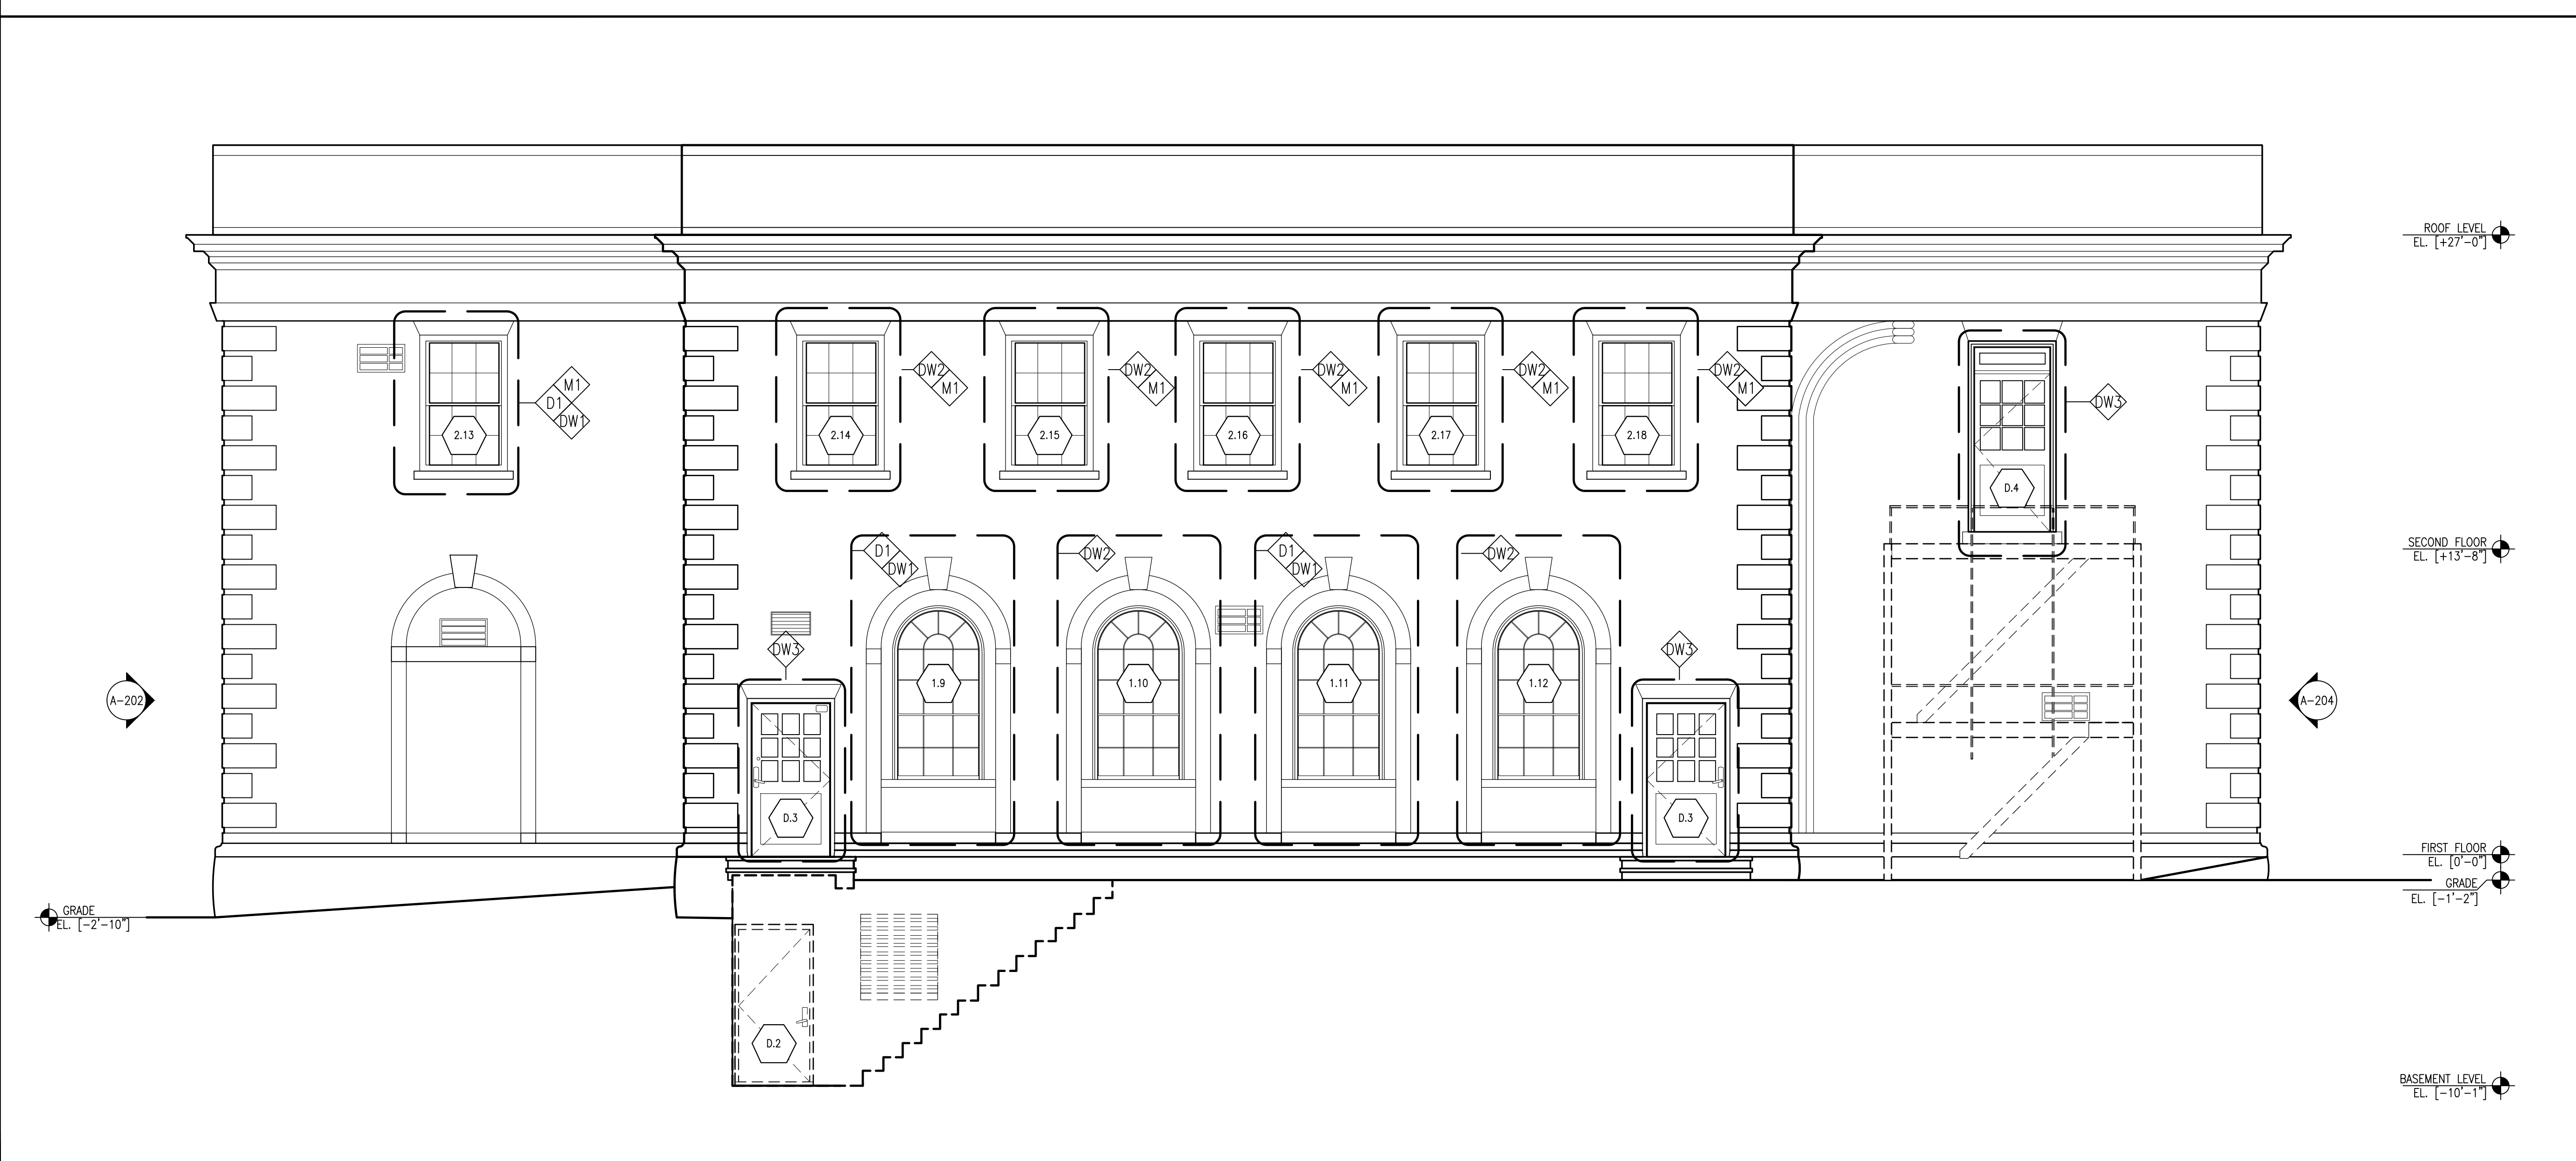 ROOF LEVEL
EL. [+27'-0"]
M1
D1
DW1
2.13
DW2
M1
2.14
DW2
M1
2.15
DW2
M1
2.16
DW2
M1
2.17
DW2
M1
2.18
DW3
D.4
SECOND FLOOR
EL. [+13'-8"]
D1
DW1
DW2
D1
DW1
DW2
DW3
DW3
1.9
1.10
1.11
1.12
A-202
A-204
D.3
D.3
FIRST FLOOR
EL. [0'-0"]
GRADE
EL. [-1'-2"]
GRADE
EL. [-2'-10"]
D.2
BASEMENT LEVEL
EL. [-10'-1"]